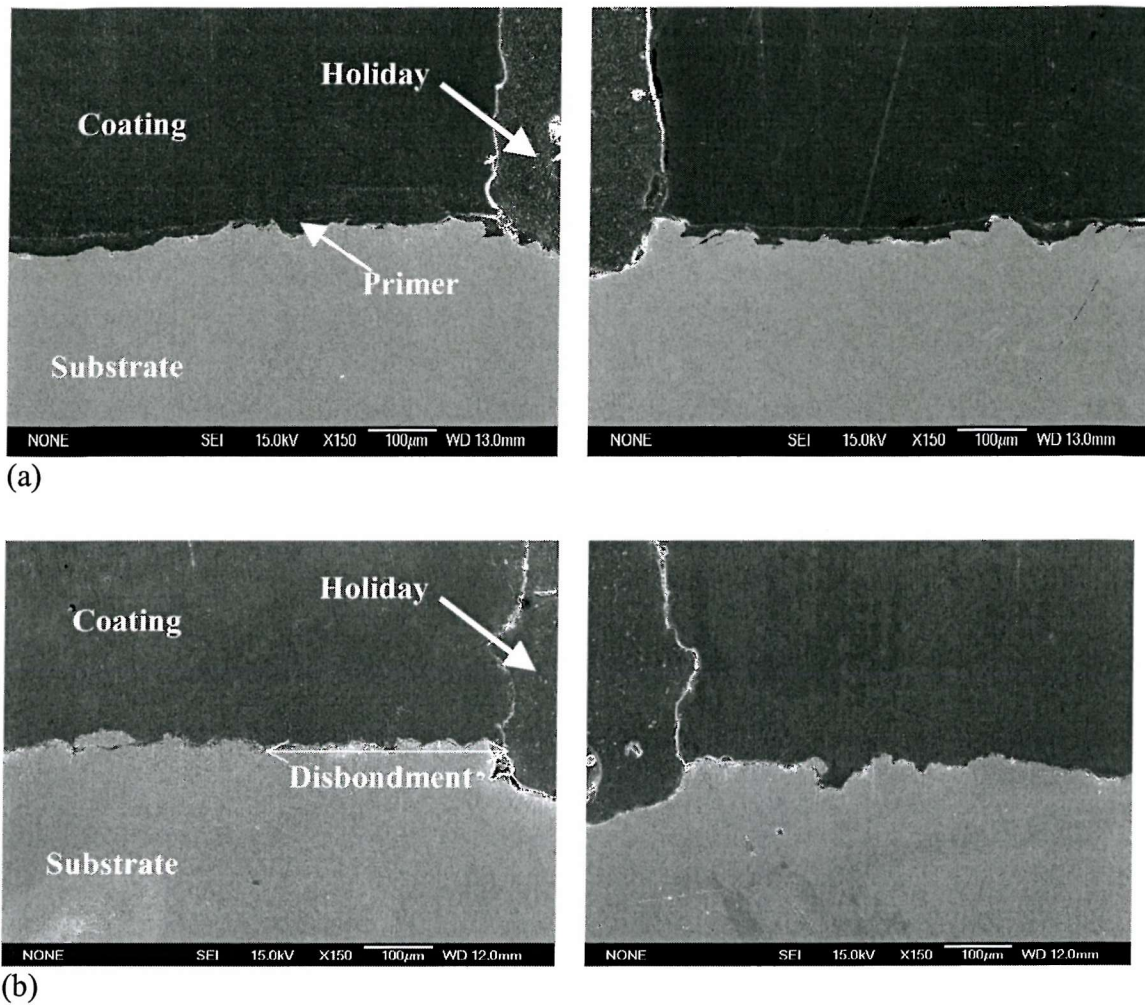 Holiday
Coating
Primer
Substrate
NONE SEI 15.0kV X150 100µm WD 13.0mm
NONE SEI 15.0kV X150 100µm WD 13.0mm
(a)
Holiday
Coating
Disbondment
Substrate
NONE SEI 15.0kV X150 100µm WD 12.0mm
NONE SEI 15.0kV X150 100µm WD 12.0mm
(b)